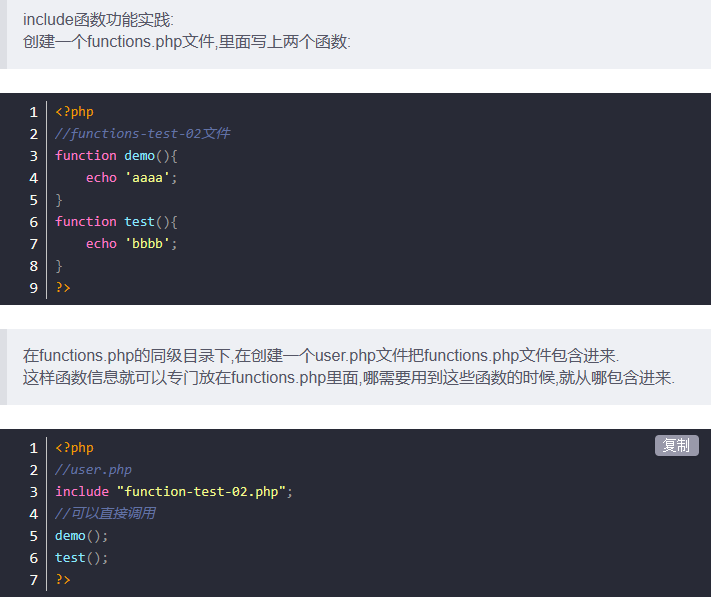 include函数功能实践:
创建一个functions.php文件,里面写上两个函数:
1 <?php
2 //functions-test-02文件
3 function demo(){
4     echo 'aaaa';
5 }
6 function test(){
7     echo 'bbbb';
8 }
9 ?>
在functions.php的同级目录下,在创建一个user.php文件把functions.php文件包含进来.
这样函数信息就可以专门放在functions.php里面,哪需要用到这些函数的时候,就从哪包含进来.
复制
1 <?php
2 //user.php
3 include "function-test-02.php";
4 //可以直接调用
5 demo();
6 test();
7 ?>